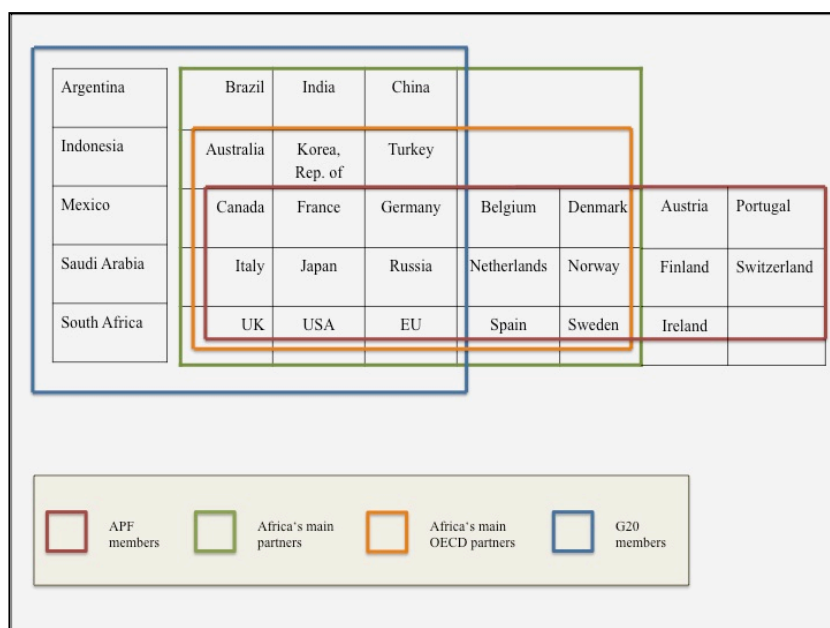 Argentina Brazil India China
Indonesia Australia Korea, Turkey
Rep. of
Mexico Canada France Germany Belgium Denmark Austria Portugal
Saudi Arabia Italy Japan Russia Netherlands Norway Finland Switzerland
South Africa UK USA EU Spain Sweden Ireland
APF Africa‘s main Africa‘s main G20
members partners OECD partners members